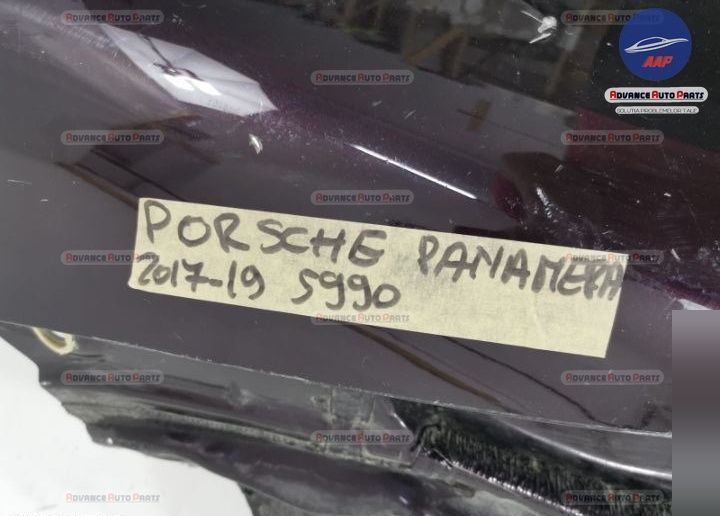 AAP
ADVANCE AUTO PARTS
SOLUTIA PROBLEMELOR TALE
PORSCHE PANAMERA
2017-19 5990